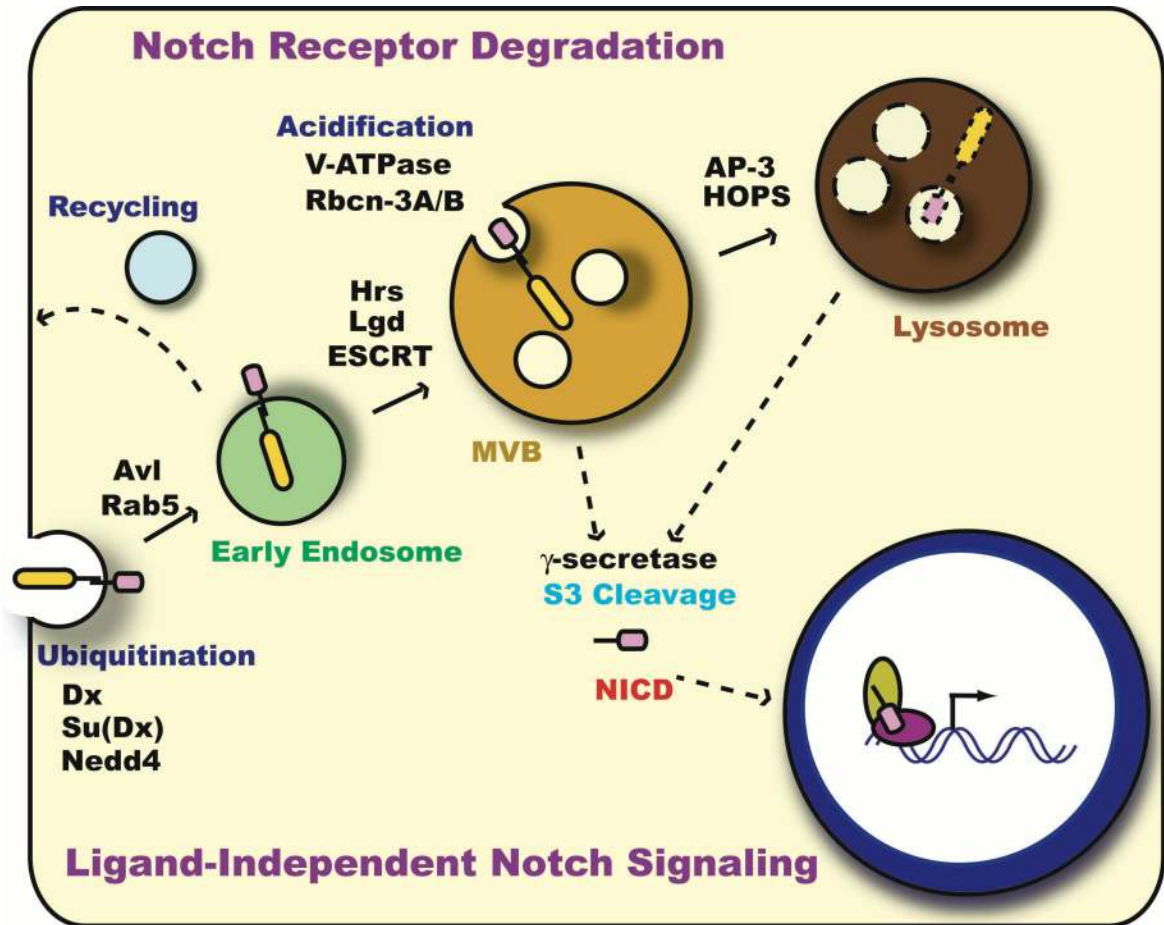 Notch Receptor Degradation
Acidification
V-ATPase
Rbcn-3A/B
AP-3
HOPS
Recycling
Hrs
Lgd
ESCRT
Lysosome
MVB
Avl
Rab5
Early Endosome
γ-secretase
S3 Cleavage
Ubiquitination
Dx
Su(Dx)
Nedd4
NICD
Ligand-Independent Notch Signaling